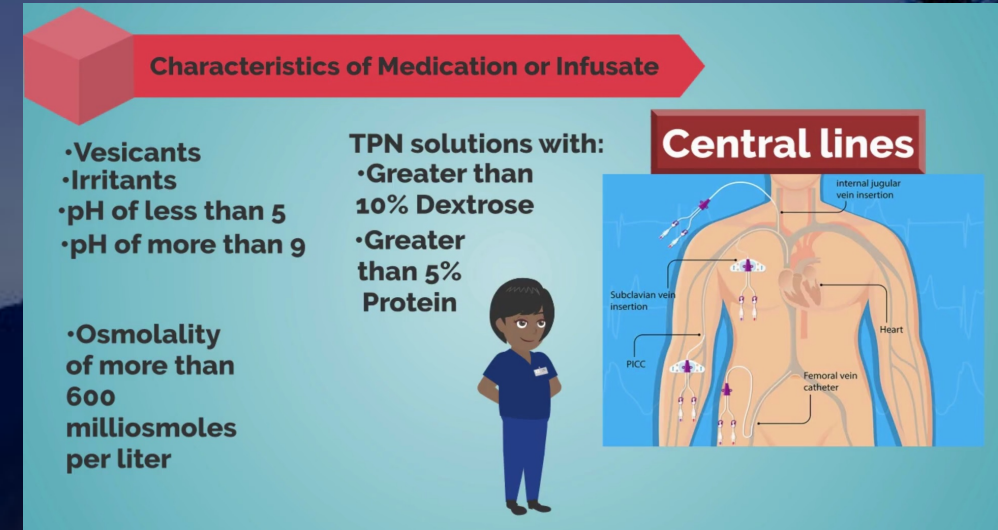 Characteristics of Medication or Infusate
•Vesicants
•Irritants
•pH of less than 5
•pH of more than 9
•Osmolality
of more than
600
milliosmoles
per liter
TPN solutions with:
•Greater than
10% Dextrose
•Greater
than 5%
Protein
Central lines
internal jugular
vein insertion
Subclavian vein
insertion
Heart
PICC
Femoral vein
catheter